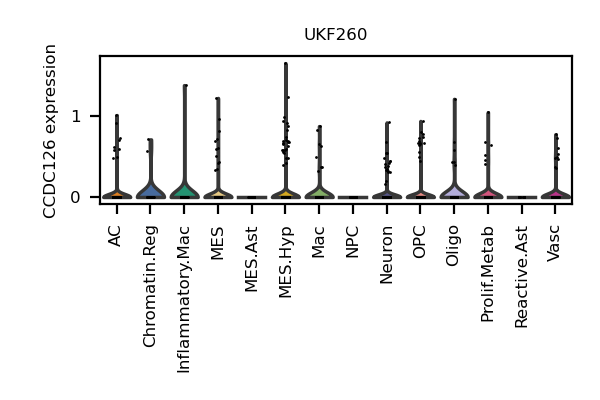 UKF260
CCDC126 expression
1
0
AC
Chromatin.Reg
Inflammatory.Mac
MES
MES.Ast
MES.Hyp
Mac
NPC
Neuron
OPC
Oligo
Prolif.Metab
Reactive.Ast
Vasc